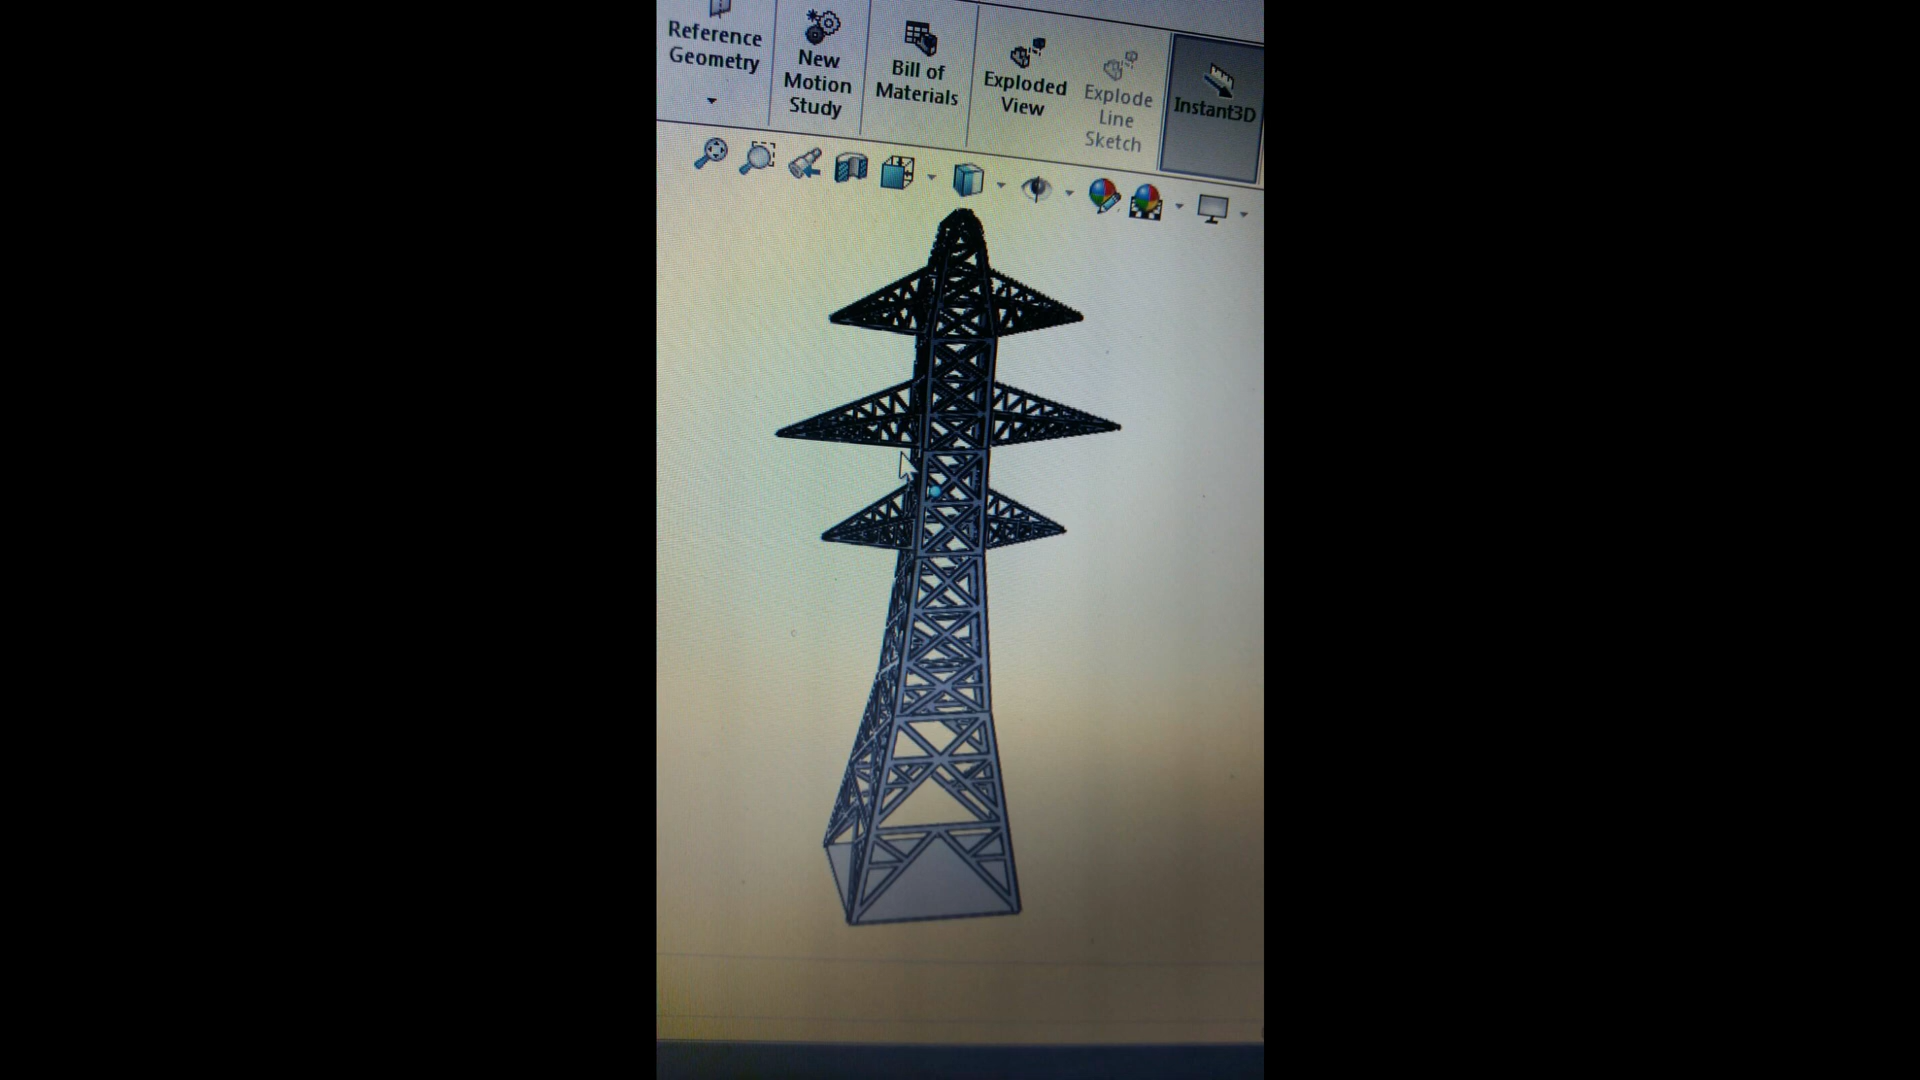 Reference
Geometry
New
Motion
Study
Bill of
Materials
Exploded
View
Explode
Line
Sketch
Instant3D